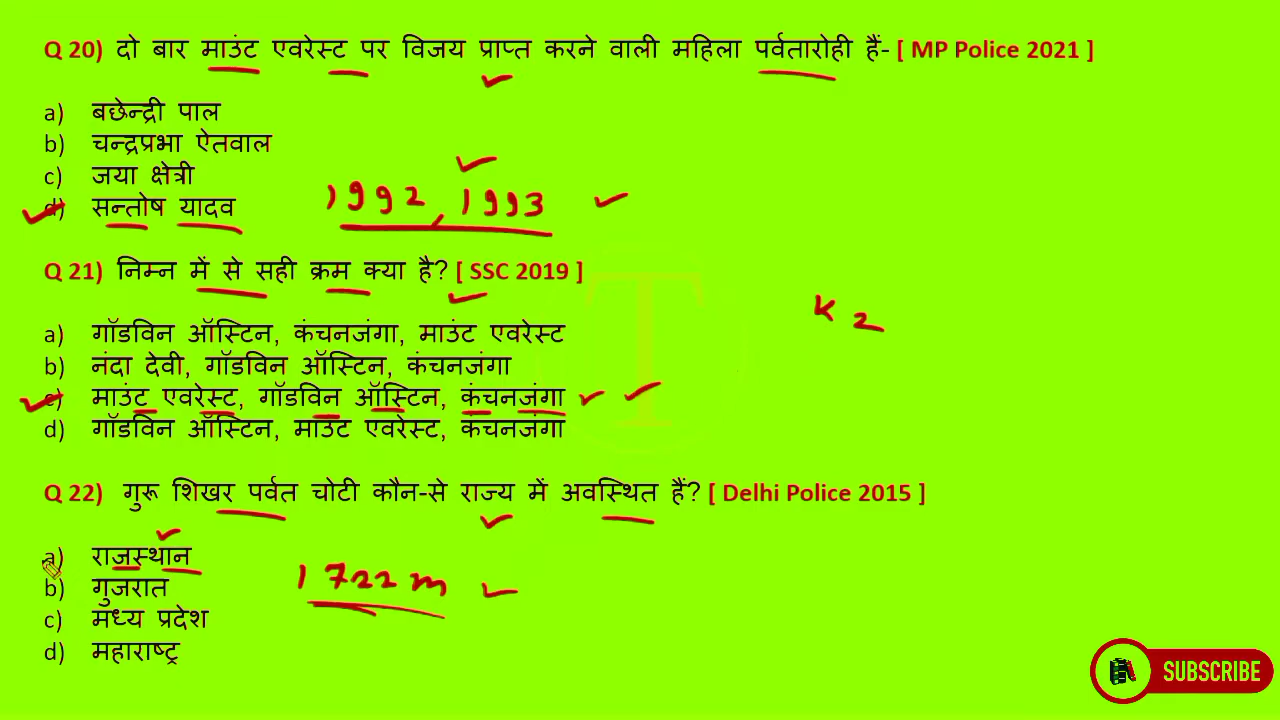 Q 20) दो बार माउंट एवरेस्ट पर विजय प्राप्त करने वाली महिला पर्वतारोही हैं- [ MP Police 2021 ]
a) बछेन्द्री पाल
b) चन्द्रप्रभा ऐतवाल
c) जया क्षेत्री
d) सन्तोष यादव
1992, 1993
Q 21) निम्न में से सही क्रम क्या है? [ SSC 2019 ]
K 2
a) गॉडविन ऑस्टिन, कंचनजंगा, माउंट एवरेस्ट
b) नंदा देवी, गॉडविन ऑस्टिन, कंचनजंगा
c) माउंट एवरेस्ट, गॉडविन ऑस्टिन, कंचनजंगा
d) गॉडविन ऑस्टिन, माउंट एवरेस्ट, कंचनजंगा
Q 22) गुरू शिखर पर्वत चोटी कौन-से राज्य में अवस्थित हैं? [ Delhi Police 2015 ]
a) राजस्थान
1722 m
b) गुजरात
c) मध्य प्रदेश
d) महाराष्ट्र
SUBSCRIBE
T